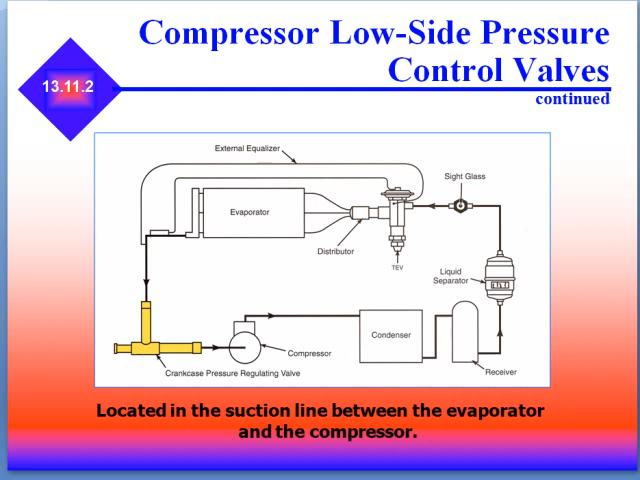 Compressor Low-Side Pressure
Control Valves
continued
13.11.2
External Equalizer
Sight Glass
Evaporator
Distributor
TEV
Liquid
Separator
Condenser
Compressor
Crankcase Pressure Regulating Valve
Receiver
Located in the suction line between the evaporator
and the compressor.